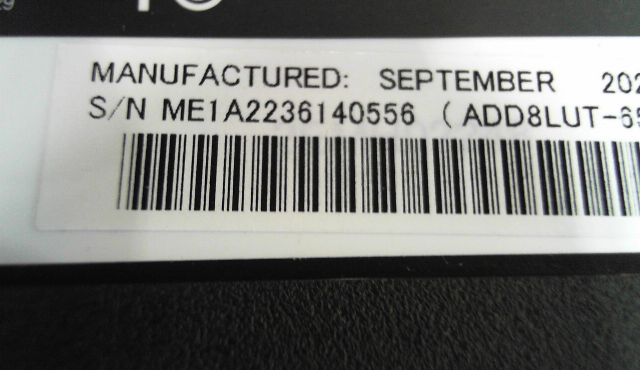 MANUFACTURED: SEPTEMBER 202
S/N ME1A2236140556 ( ADD8LUT-65